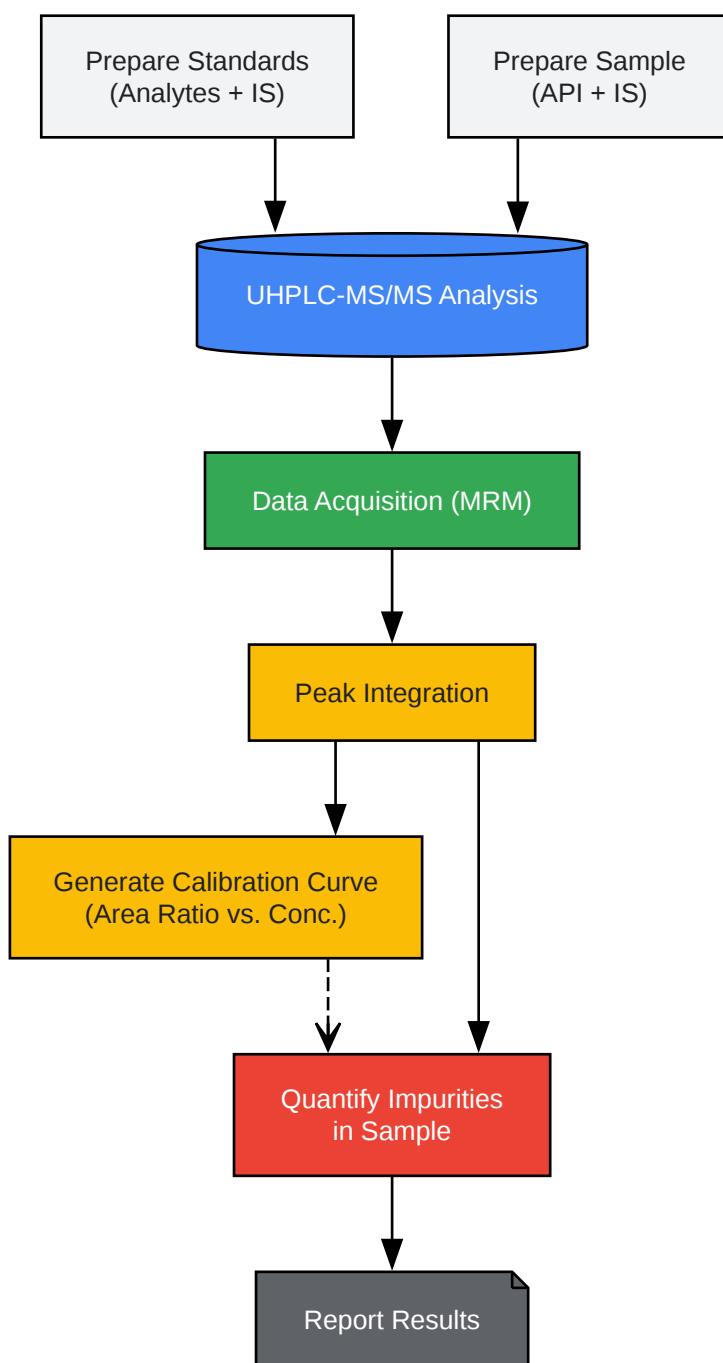 Prepare Standards
(Analytes + IS)
Prepare Sample
(API + IS)
UHPLC-MS/MS Analysis
Data Acquisition (MRM)
Peak Integration
Generate Calibration Curve
(Area Ratio vs. Conc.)
Quantify Impurities
in Sample
Report Results